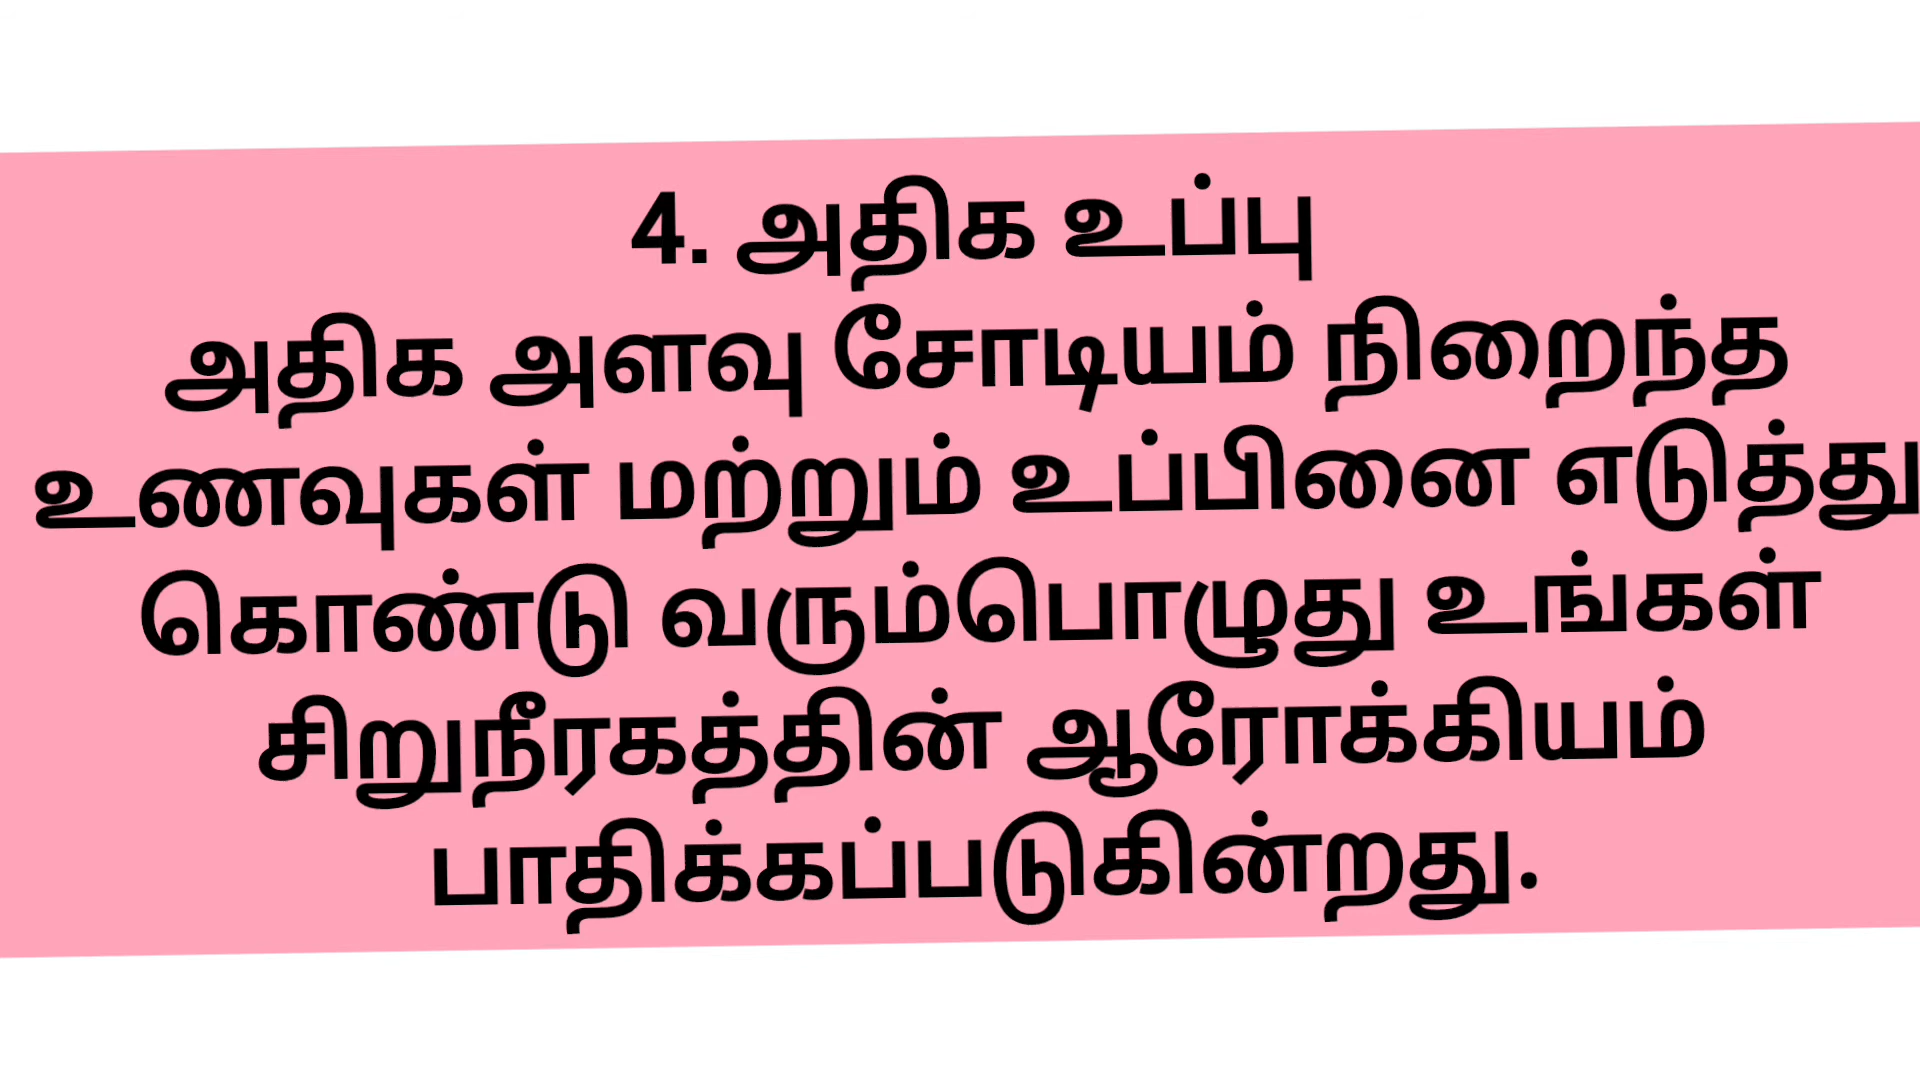 4. அதிக உப்பு
அதிக அளவு சோடியம் நிறைந்த
உணவுகள் மற்றும் உப்பினை எடுத்து
கொண்டு வரும்பொழுது உங்கள்
சிறுநீரகத்தின் ஆரோக்கியம்
பாதிக்கப்படுகின்றது.